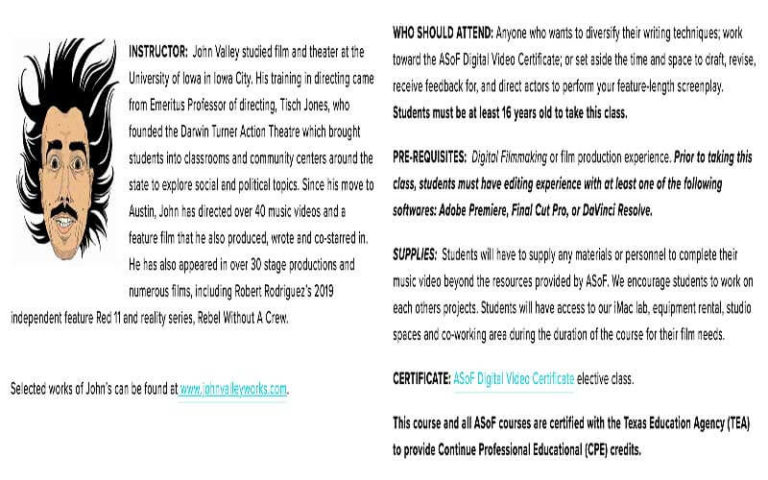 INSTRUCTOR: John Valley studied film and theater at the
University of Iowa in Iowa City. His training in directing came
from Emeritus Professor of directing, Tisch Jones, who
founded the Darwin Turner Action Theatre which brought
students into classrooms and community centers around the
state to explore social and political topics. Since his move to
Austin, John has directed over 40 music videos and a
feature film that he also produced, wrote and co-starred in.
He has also appeared in over 30 stage productions and
numerous films, including Robert Rodriguez's 2019
independent feature Red 11 and reality series, Rebel Without A Crew.
Selected works of John's can be found at www.johnvalleyworks.com.
WHO SHOULD ATTEND: Anyone who wants to diversify their writing techniques; work
toward the ASoF Digital Video Certificate; or set aside the time and space to draft, revise,
receive feedback for, and direct actors to perform your feature-length screenplay.
Students must be at least 16 years old to take this class.
PRE-REQUISITES: Digital Filmmaking or film production experience. Prior to taking this
class, students must have editing experience with at least one of the following
softwares: Adobe Premiere, Final Cut Pro, or DaVinci Resolve.
SUPPLIES: Students will have to supply any materials or personnel to complete their
music video beyond the resources provided by ASoF. We encourage students to work on
each others projects. Students will have access to our iMac lab, equipment rental, studio
spaces and co-working area during the duration of the course for their film needs.
CERTIFICATE: ASoF Digital Video Certificate elective class.
This course and all ASoF courses are certified with the Texas Education Agency (TEA)
to provide Continue Professional Educational (CPE) credits.